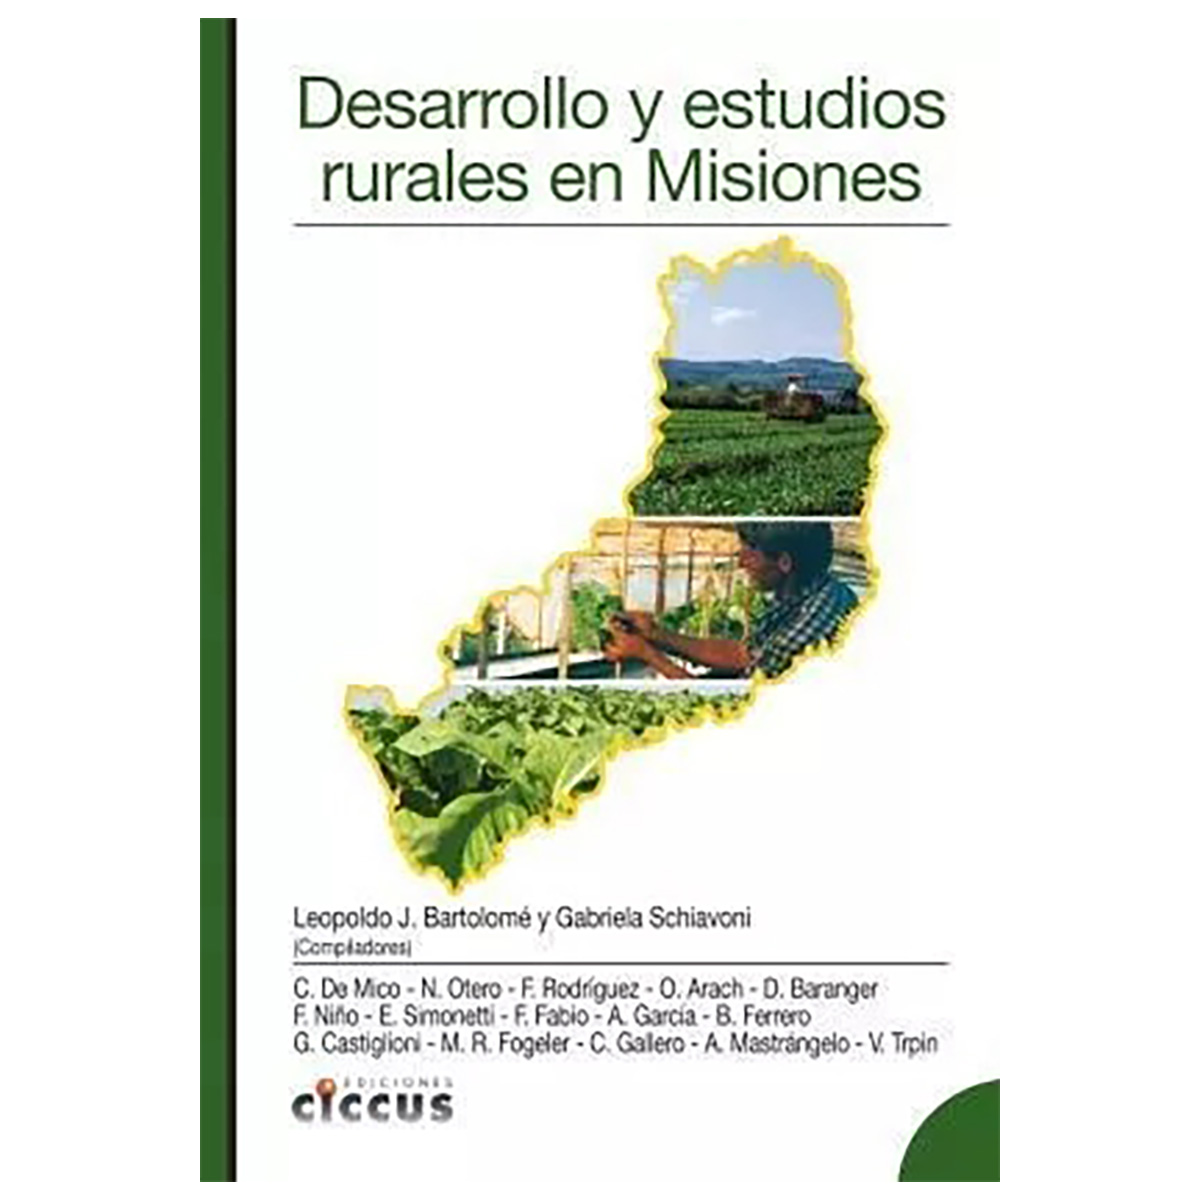 Desarrollo y estudios
rurales en Misiones
Leopoldo J. Bartolomé y Gabriela Schiavoni
(Compiladores)
C. De Mico - N. Otero - F. Rodríguez - O. Arach - D. Baranger
F. Niño - E. Simonetti - F. Fabio - A. García - B. Ferrero
G. Castiglioni - M. R. Fogeler - C. Gallero - A. Mastrángelo - V. Trpin
EDICIONES
ciccus